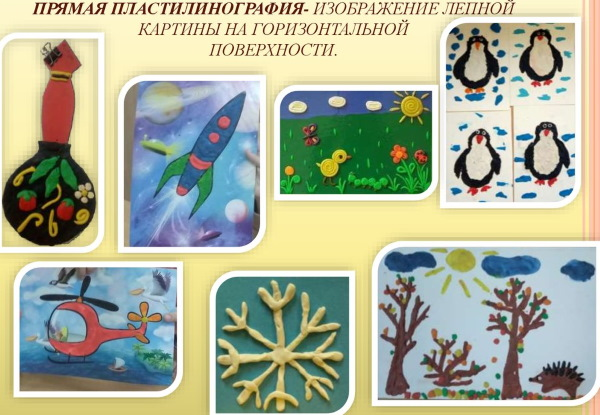 ПРЯМАЯ ПЛАСТИЛИНОГРАФИЯ- ИЗОБРАЖЕНИЕ ЛЕПНОЙ
КАРТИНЫ НА ГОРИЗОНТАЛЬНОЙ
ПОВЕРХНОСТИ.